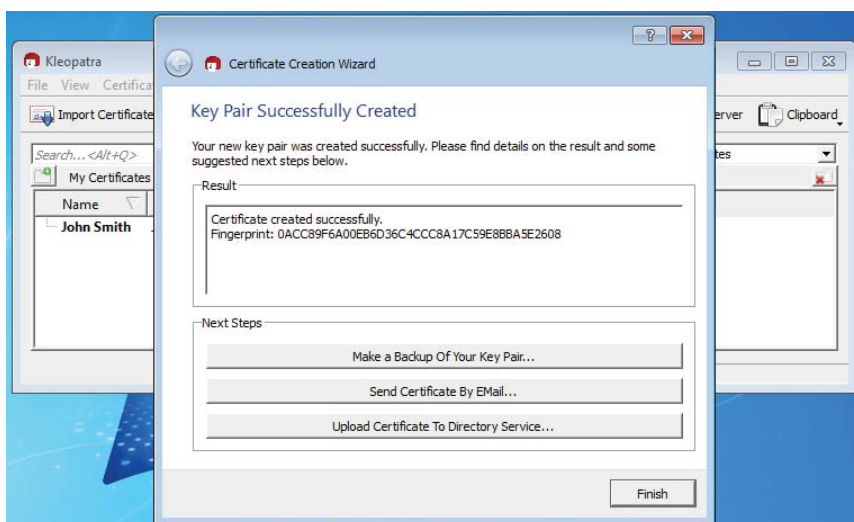 Kleopatra
File View Certifica
Import Certificate
Search...<Alt+Q>
My Certificates
Name
John Smith
?
Certificate Creation Wizard
Key Pair Successfully Created
Your new key pair was created successfully. Please find details on the result and some
suggested next steps below.
Result
Certificate created successfully.
Fingerprint: 0ACC89F6A00EB6D36C4CCC8A17C59E8BBA5E2608
Next Steps
Make a Backup Of Your Key Pair...
Send Certificate By EMail...
Upload Certificate To Directory Service...
Finish
erver Clipboard
tes